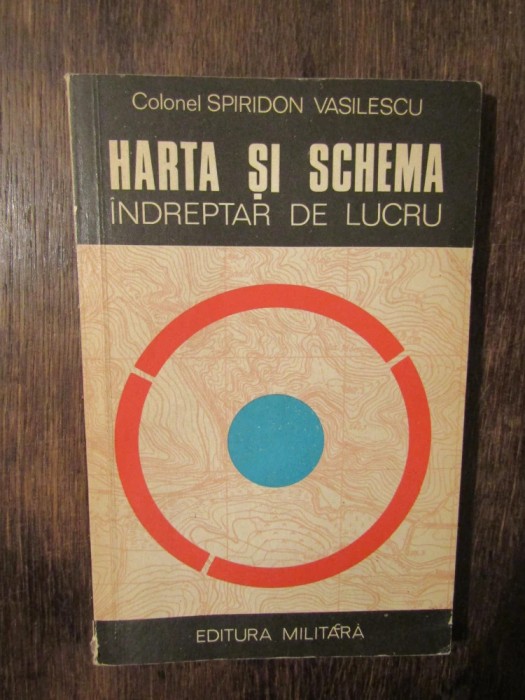 Colonel SPIRIDON VASILESCU
HARTA ȘI SCHEMA
ÎNDREPTAR DE LUCRU
EDITURA MILITARĂ